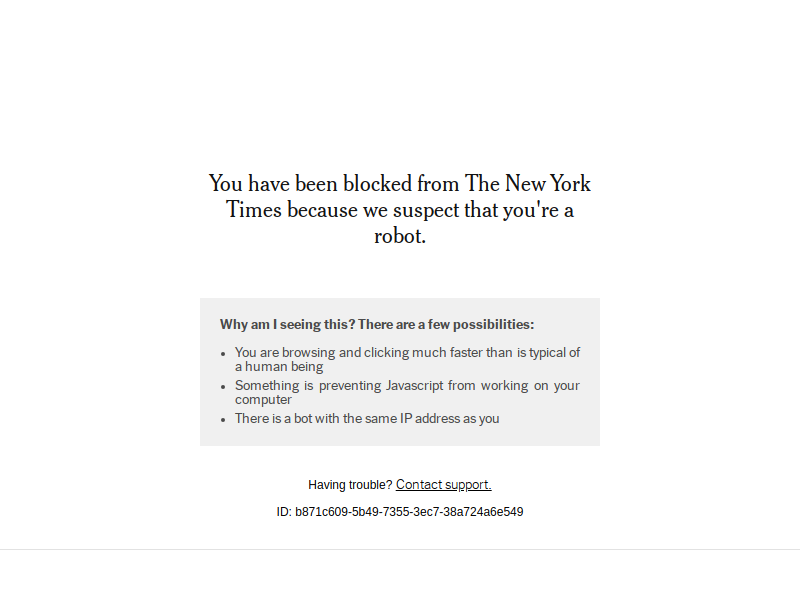 You have been blocked from The New York
Times because we suspect that you're a
robot.
Why am I seeing this? There are a few possibilities:
• You are browsing and clicking much faster than is typical of
a human being
• Something is preventing Javascript from working on your
computer
• There is a bot with the same IP address as you
Having trouble? Contact support.
ID: b871c609-5b49-7355-3ec7-38a724a6e549